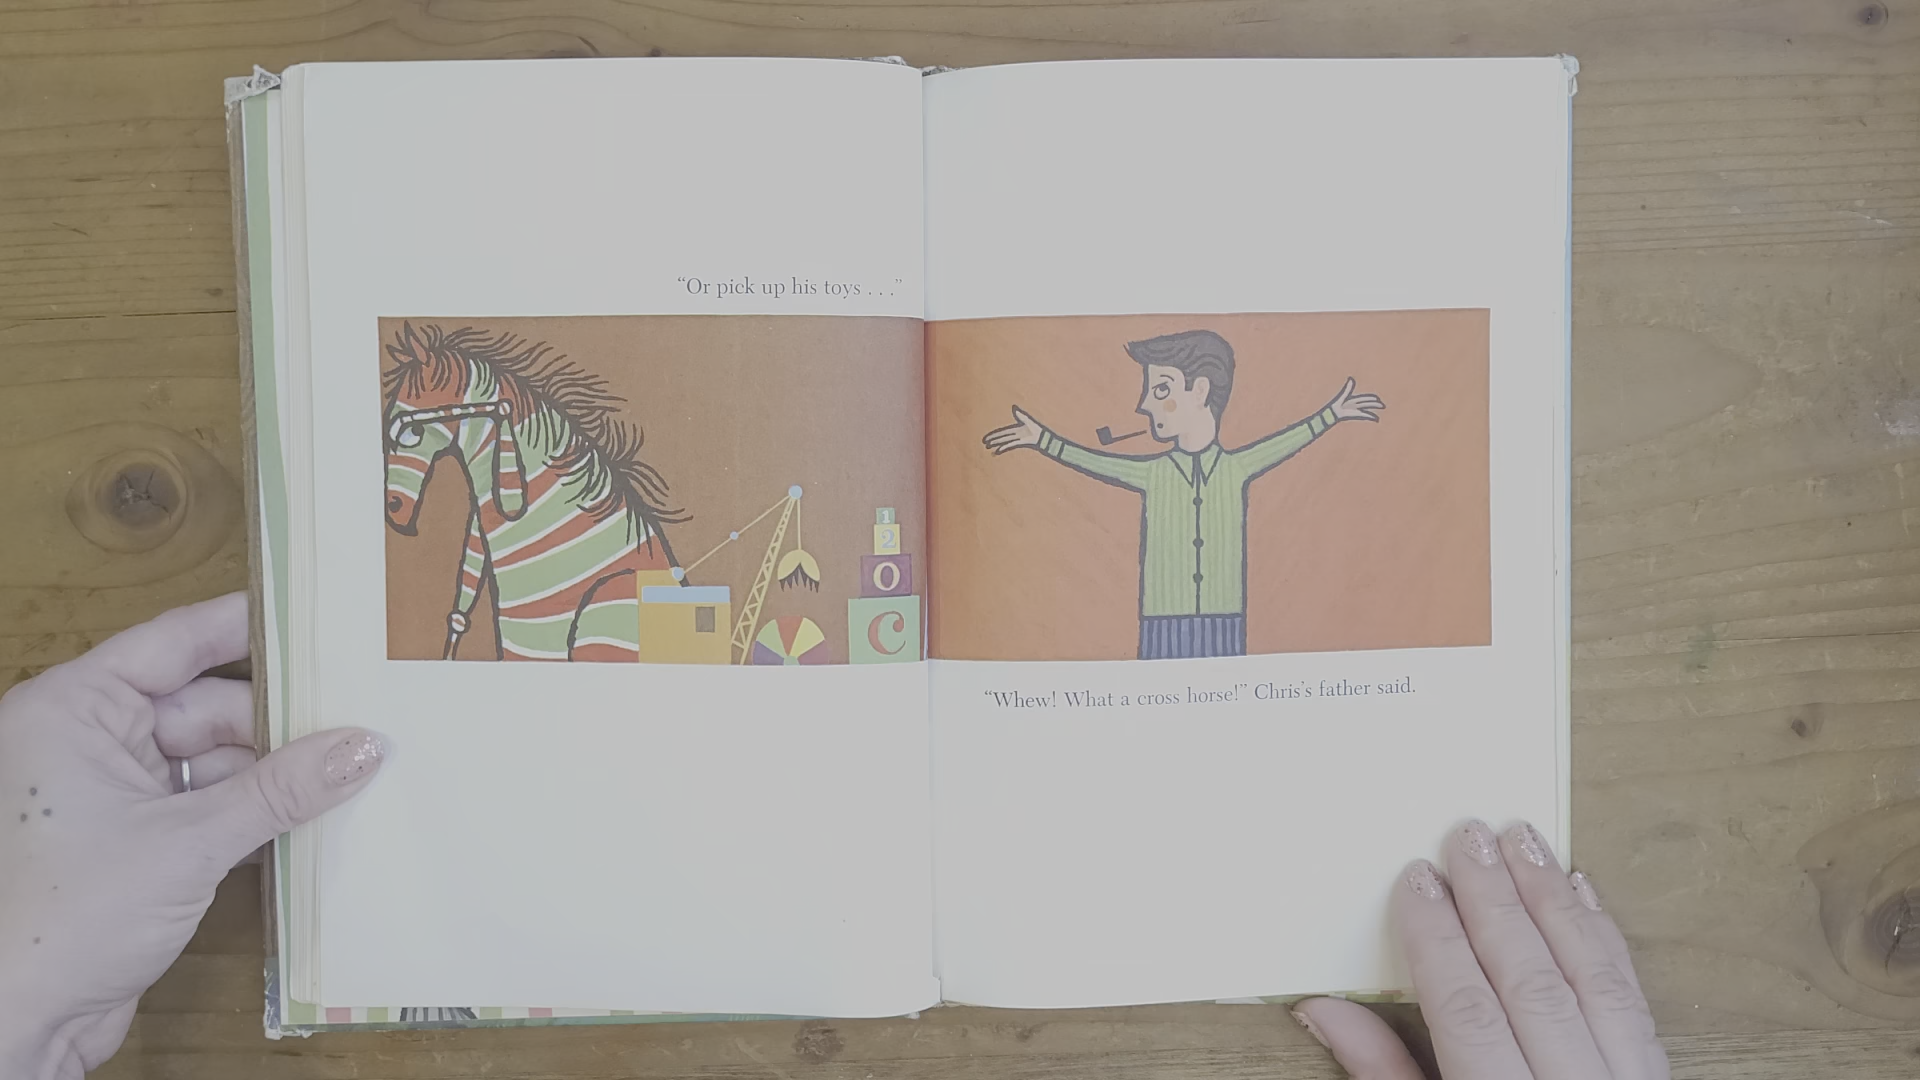 “Or pick up his toys . . .”
1
2
O
C
“Whew! What a cross horse!” Chris’s father said.